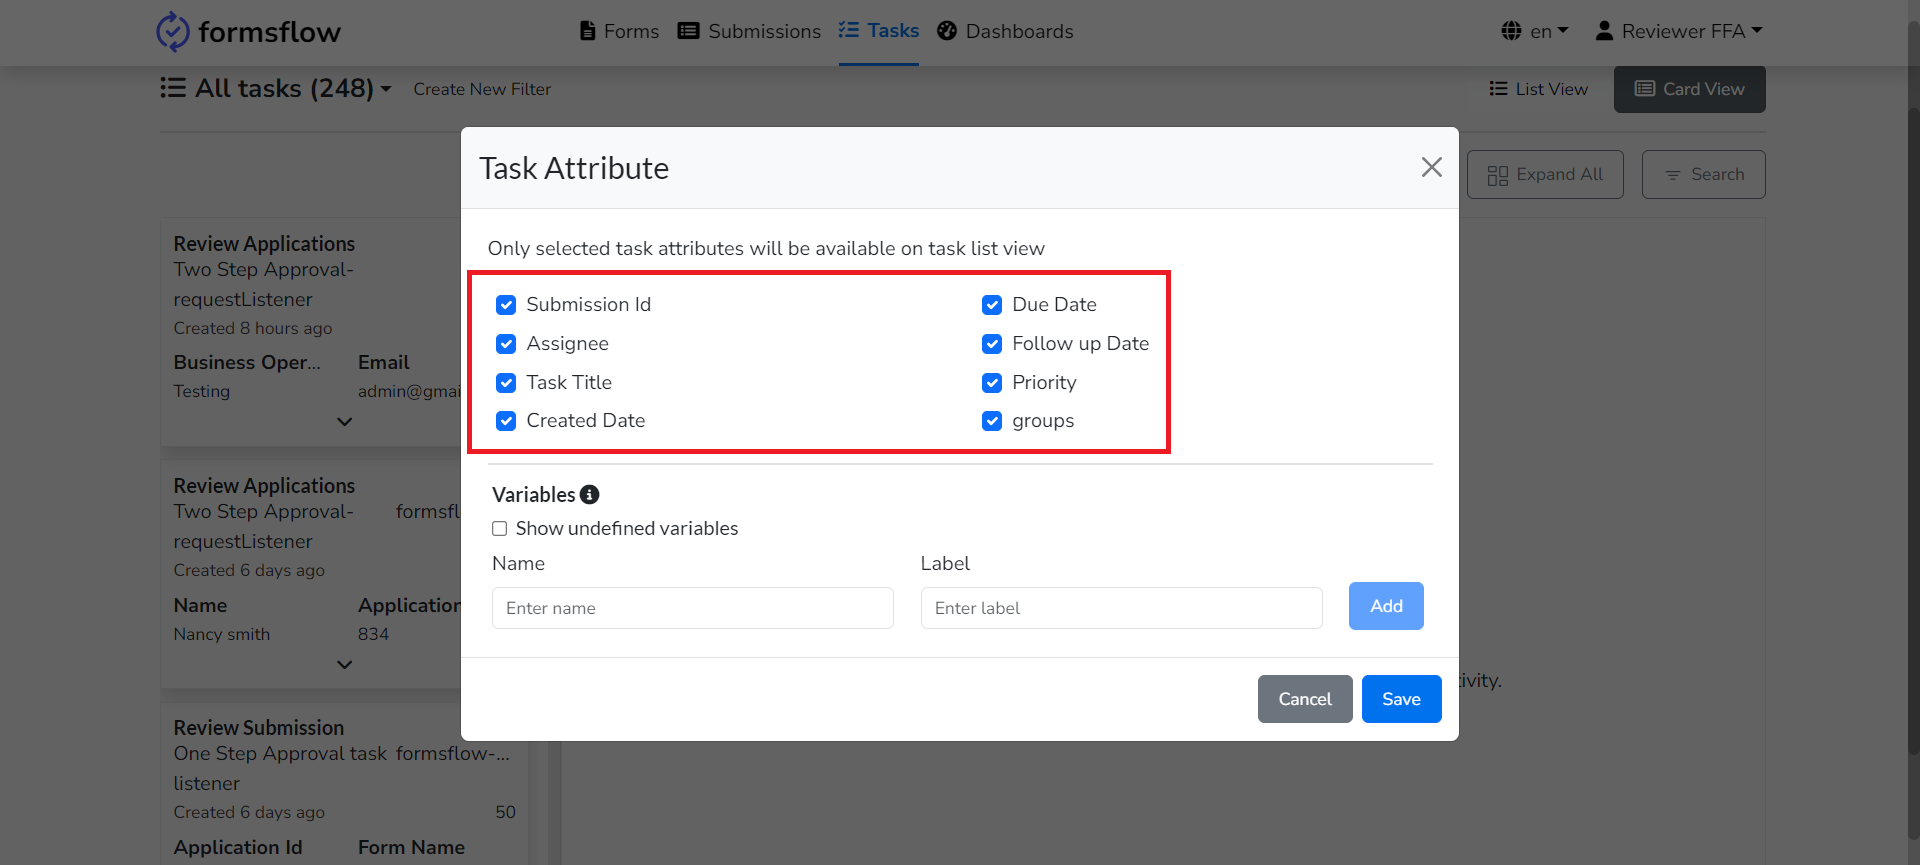 formsflow
Forms
Submissions
Tasks
Dashboards
en
Reviewer FFA
All tasks (248)
Create New Filter
List View
Card View
Expand All
Search
Review Applications
Two Step Approval-
requestListener
Created 8 hours ago
Business Oper...
Email
Testing
admin@gmai
Review Applications
Two Step Approval-
formsfl
requestListener
Created 6 days ago
Name
Application
Nancy smith
834
Review Submission
One Step Approval task
formsflow-...
listener
Created 6 days ago
50
Application Id
Form Name
Task Attribute
Only selected task attributes will be available on task list view
Submission Id
Due Date
Assignee
Follow up Date
Task Title
Priority
Created Date
groups
Variables
Show undefined variables
Name
Label
Enter name
Enter label
Add
Cancel
Save
tivity.